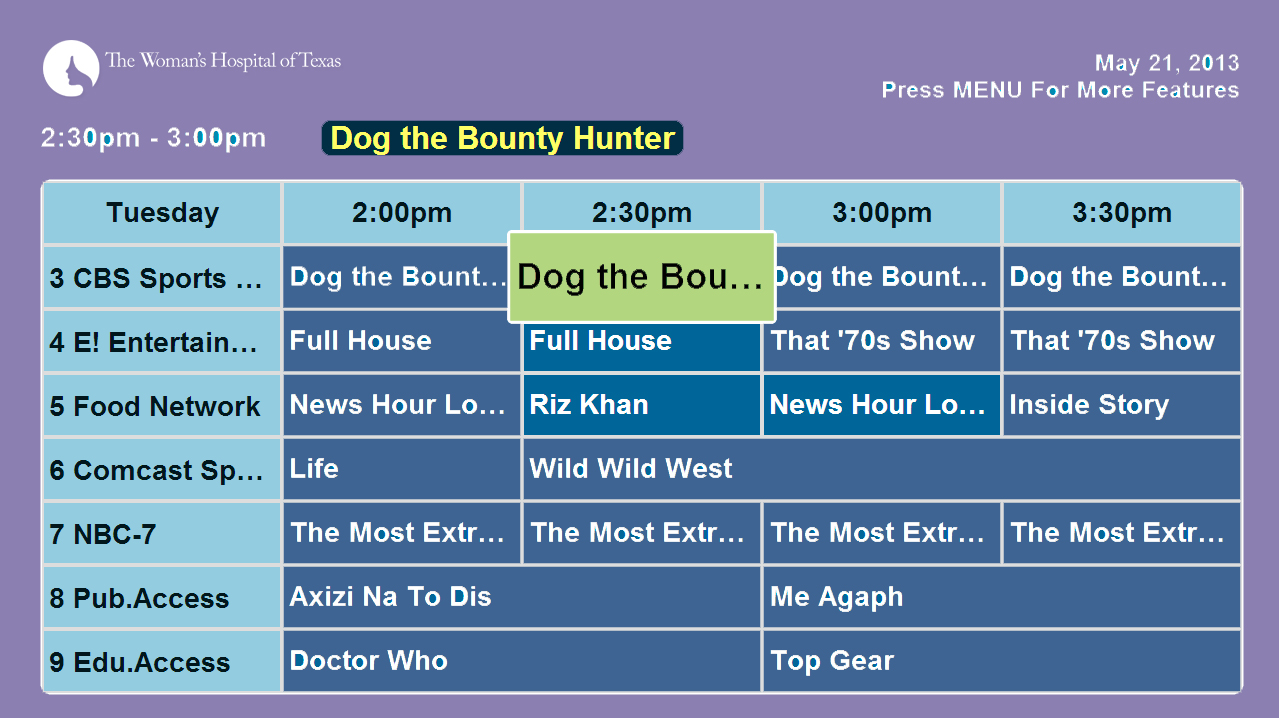 The Woman's Hospital of Texas
May 21, 2013
Press MENU For More Features
2:30pm - 3:00pm Dog the Bounty Hunter
Tuesday 2:00pm 2:30pm 3:00pm 3:30pm
3 CBS Sports ... Dog the Bount... Dog the Bou... Dog the Bount... Dog the Bount...
4 E! Entertain... Full House Full House That '70s Show That '70s Show
5 Food Network News Hour Lo... Riz Khan News Hour Lo... Inside Story
6 Comcast Sp... Life Wild Wild West
7 NBC-7 The Most Extr... The Most Extr... The Most Extr... The Most Extr...
8 Pub.Access Axizi Na To Dis Me Agaph
9 Edu.Access Doctor Who Top Gear